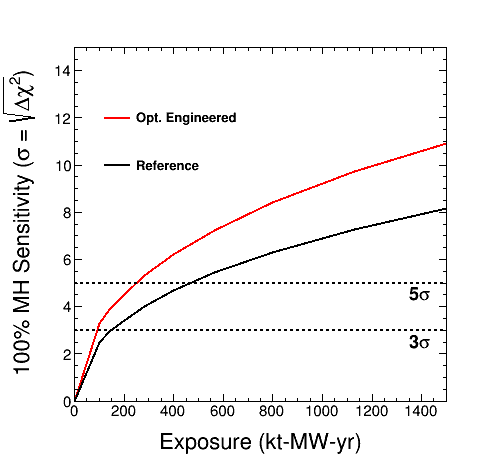 100% MH Sensitivity (σ = √Δχ²)
14
12
10
8
6
4
2
0
Opt. Engineered
Reference
5σ
3σ
0 200 400 600 800 1000 1200 1400
Exposure (kt-MW-yr)